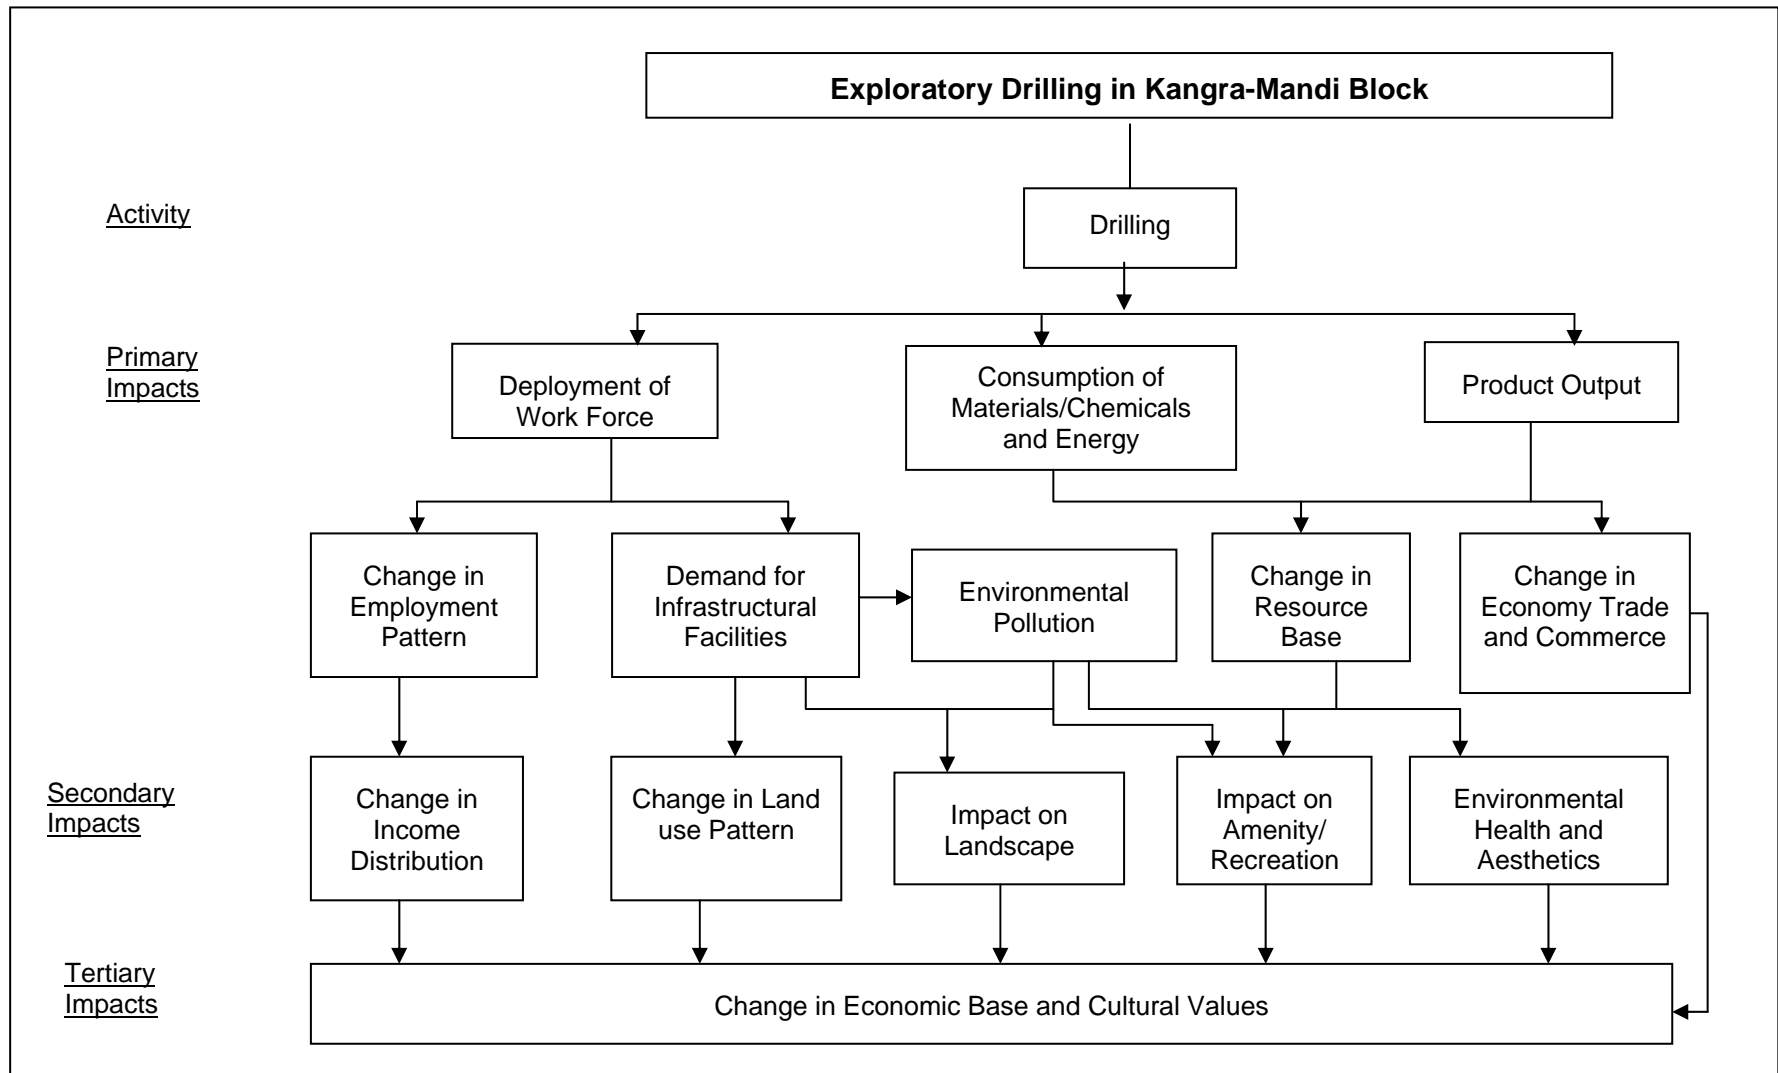 Exploratory Drilling in Kangra-Mandi Block
Activity
Drilling
Primary
Impacts
Deployment of
Work Force
Consumption of
Materials/Chemicals
and Energy
Product Output
Change in
Employment
Pattern
Demand for
Infrastructural
Facilities
Environmental
Pollution
Change in
Resource
Base
Change in
Economy Trade
and Commerce
Secondary
Impacts
Change in
Income
Distribution
Change in Land
use Pattern
Impact on
Landscape
Impact on
Amenity/
Recreation
Environmental
Health and
Aesthetics
Tertiary
Impacts
Change in Economic Base and Cultural Values